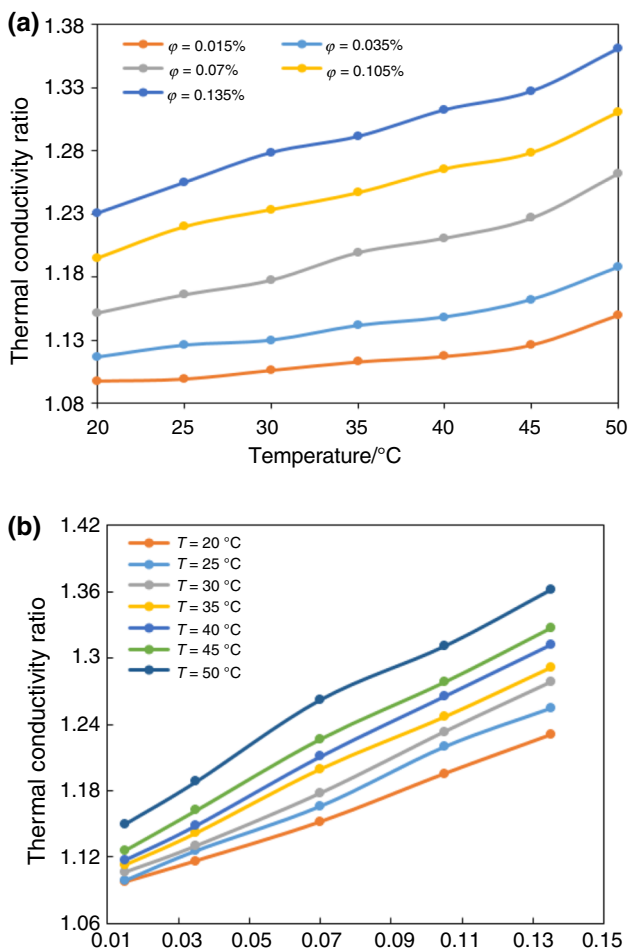 (a)
1.38
φ = 0.015% φ = 0.035%
φ = 0.07% φ = 0.105%
φ = 0.135%
1.33
1.28
1.23
1.18
1.13
1.08
Thermal conductivity ratio
20 25 30 35 40 45 50
Temperature/°C
(b)
1.42
T = 20 °C
T = 25 °C
T = 30 °C
T = 35 °C
T = 40 °C
T = 45 °C
T = 50 °C
1.36
1.3
1.24
1.18
1.12
1.06
Thermal conductivity ratio
0.01 0.03 0.05 0.07 0.09 0.11 0.13 0.15